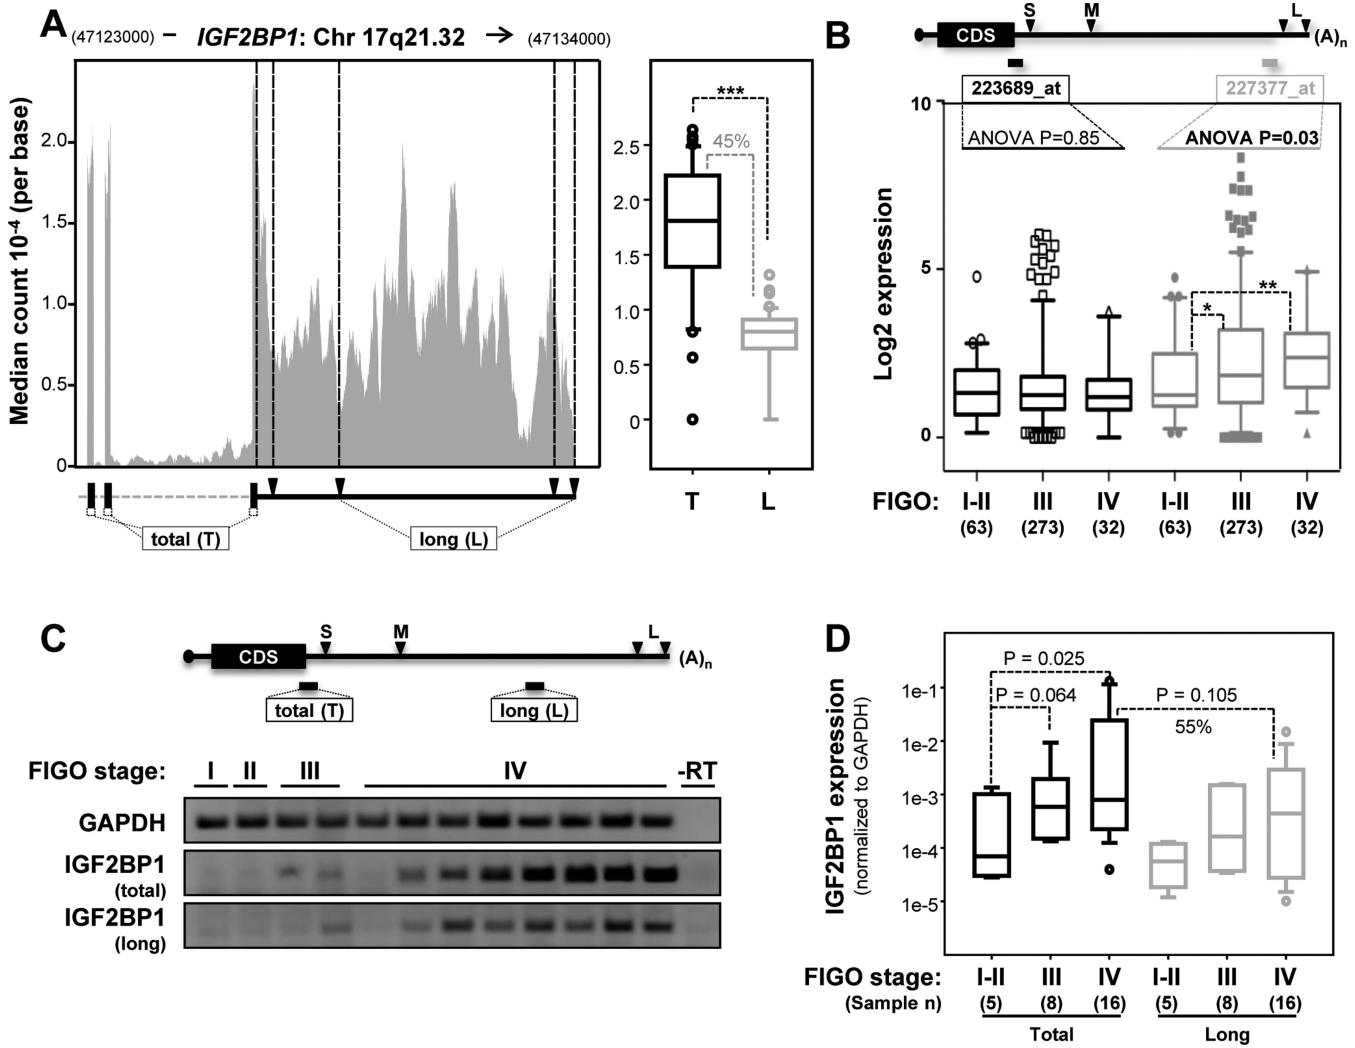 A
(47123000) – IGF2BP1: Chr 17q21.32 → (47134000)
Median count 10-4 (per base)
2.0
1.5
1.0
0.5
0
total (T)
long (L)
***
45%
2.5
2.0
1.5
1.0
0.5
0
T
L
B
S
M
L
CDS
(A)n
223689_at
227377_at
ANOVA P=0.85
ANOVA P=0.03
Log2 expression
10
5
0
*
**
FIGO:
I-II
III
IV
I-II
III
IV
(63)
(273)
(32)
(63)
(273)
(32)
C
S
M
L
CDS
(A)n
total (T)
long (L)
FIGO stage:
I
II
III
IV
-RT
GAPDH
IGF2BP1
(total)
IGF2BP1
(long)
D
IGF2BP1 expression
(normalized to GAPDH)
1e-1
1e-2
1e-3
1e-4
1e-5
P = 0.025
P = 0.064
P = 0.105
55%
FIGO stage:
I-II
III
IV
I-II
III
IV
(Sample n)
(5)
(8)
(16)
(5)
(8)
(16)
Total
Long